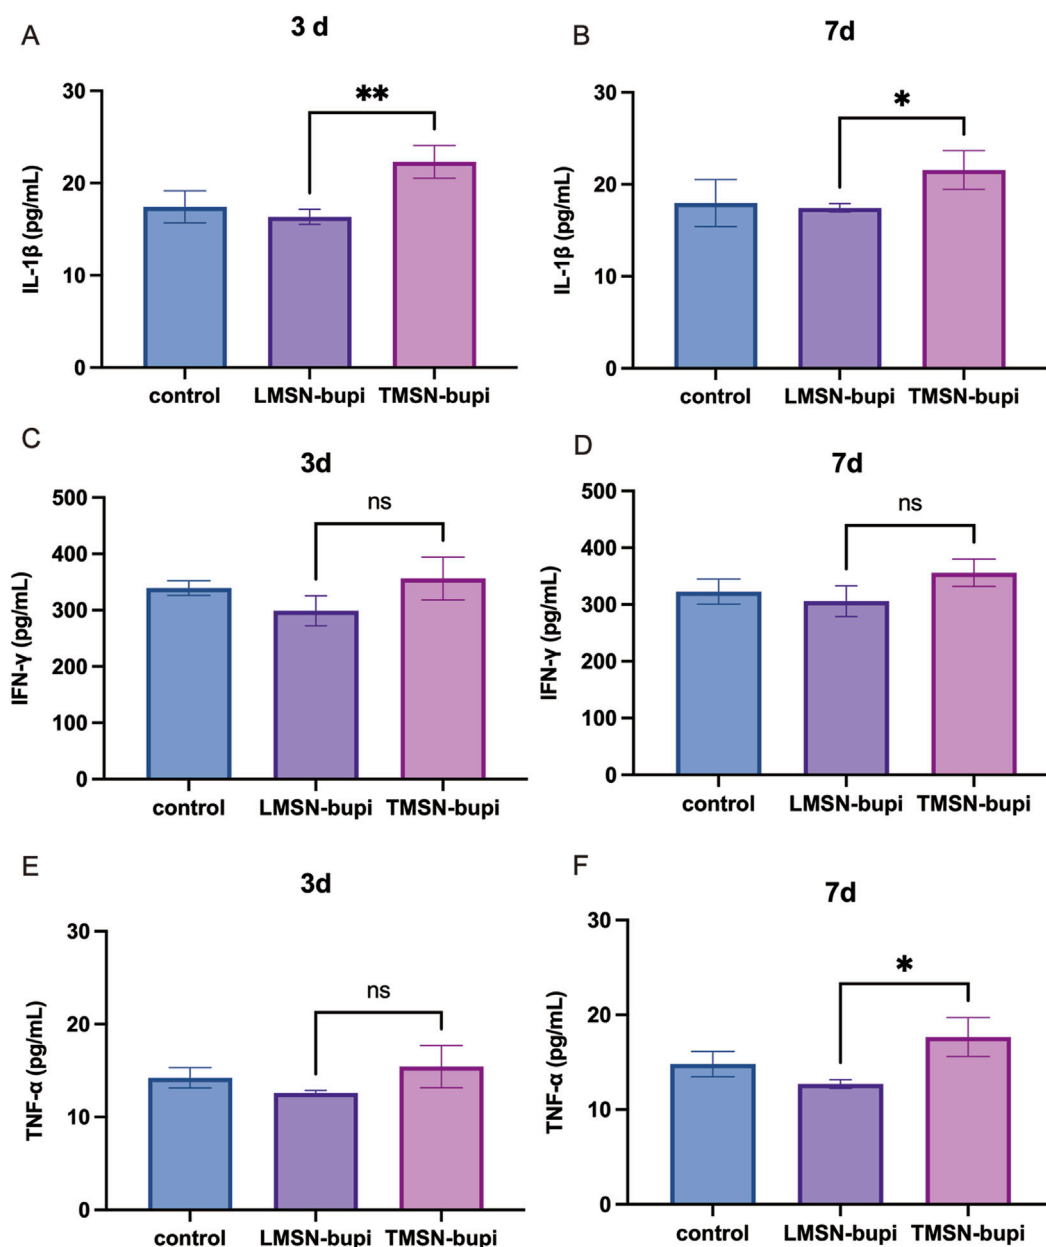 A
3 d
B
7d
30
20
10
0
IL-1β (pg/mL)
**
control
LMSN-bupi
TMSN-bupi
30
20
10
0
IL-1β (pg/mL)
*
control
LMSN-bupi
TMSN-bupi
C
3d
D
7d
500
400
300
200
100
0
IFN-γ (pg/mL)
ns
control
LMSN-bupi
TMSN-bupi
500
400
300
200
100
0
IFN-γ (pg/mL)
ns
control
LMSN-bupi
TMSN-bupi
E
3d
F
7d
30
20
10
0
TNF-α (pg/mL)
ns
control
LMSN-bupi
TMSN-bupi
30
20
10
0
TNF-α (pg/mL)
*
control
LMSN-bupi
TMSN-bupi